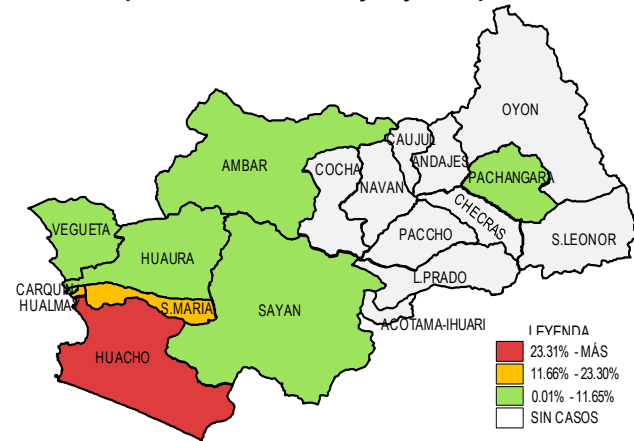 OYON
CAUJUL
AMBAR
COCHA
ANDAJES
NAVAN
PACHANGARA
CHECRAS
VEGUETA
PACCHO
HUAURA
S.LEONOR
L.PRADO
CARQUIN
HUALMA
S.MARIA
SAYAN
ACOTAMA-IHUARI
HUACHO
LEYENDA
23.31% - MÁS
11.66% - 23.30%
0.01% - 11.65%
SIN CASOS